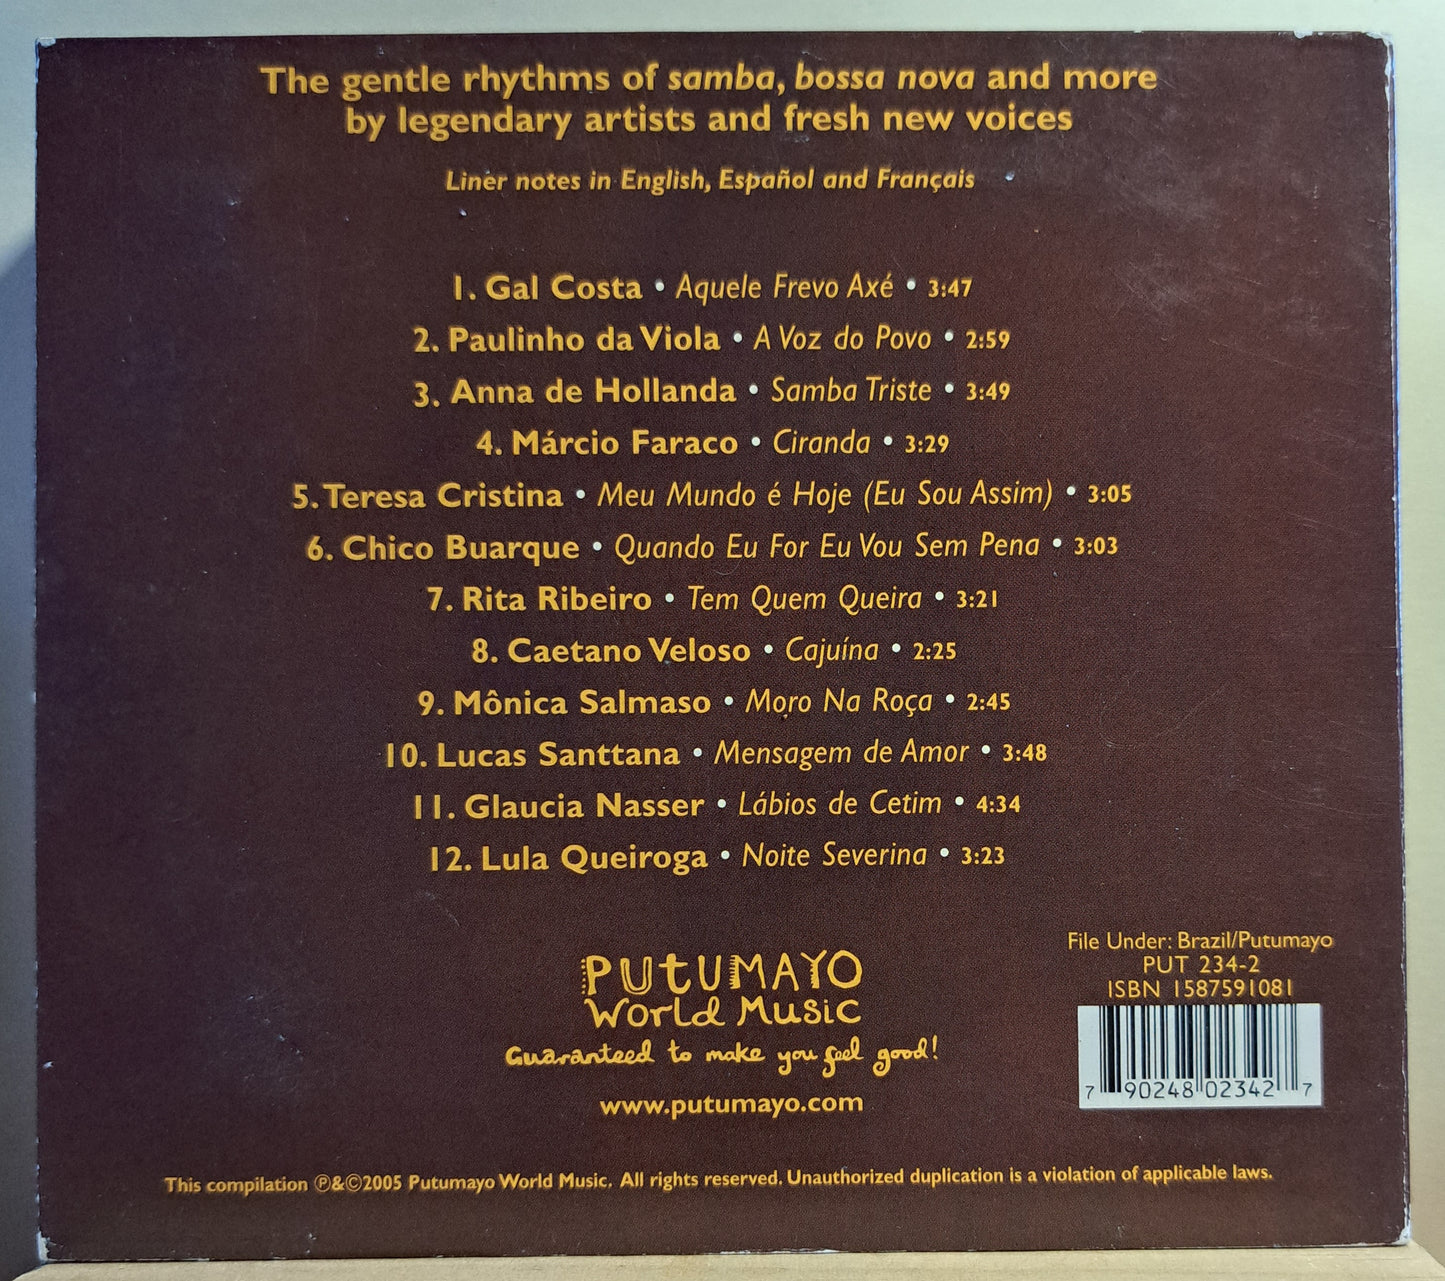 The gentle rhythms of samba, bossa nova and more
by legendary artists and fresh new voices
Liner notes in English, Español and Français
1. Gal Costa • Aquele Frevo Axé • 3:47
2. Paulinho da Viola • A Voz do Povo • 2:59
3. Anna de Hollanda • Samba Triste • 3:49
4. Márcio Faraco • Ciranda • 3:29
5. Teresa Cristina • Meu Mundo é Hoje (Eu Sou Assim) • 3:05
6. Chico Buarque • Quando Eu For Eu Vou Sem Pena • 3:03
7. Rita Ribeiro • Tem Quem Queira • 3:21
8. Caetano Veloso • Cajuína • 2:25
9. Mônica Salmaso • Moro Na Roça • 2:45
10. Lucas Santtana • Mensagem de Amor • 3:48
11. Glaucia Nasser • Lábios de Cetim • 4:34
12. Lula Queiroga • Noite Severina • 3:23
PUTUMAYO
World Music
Guaranteed to make you feel good!
www.putumayo.com
File Under: Brazil/Putumayo
PUT 234-2
ISBN 1587591081
7 90248 02342 7
This compilation ℗&©2005 Putumayo World Music. All rights reserved. Unauthorized duplication is a violation of applicable laws.